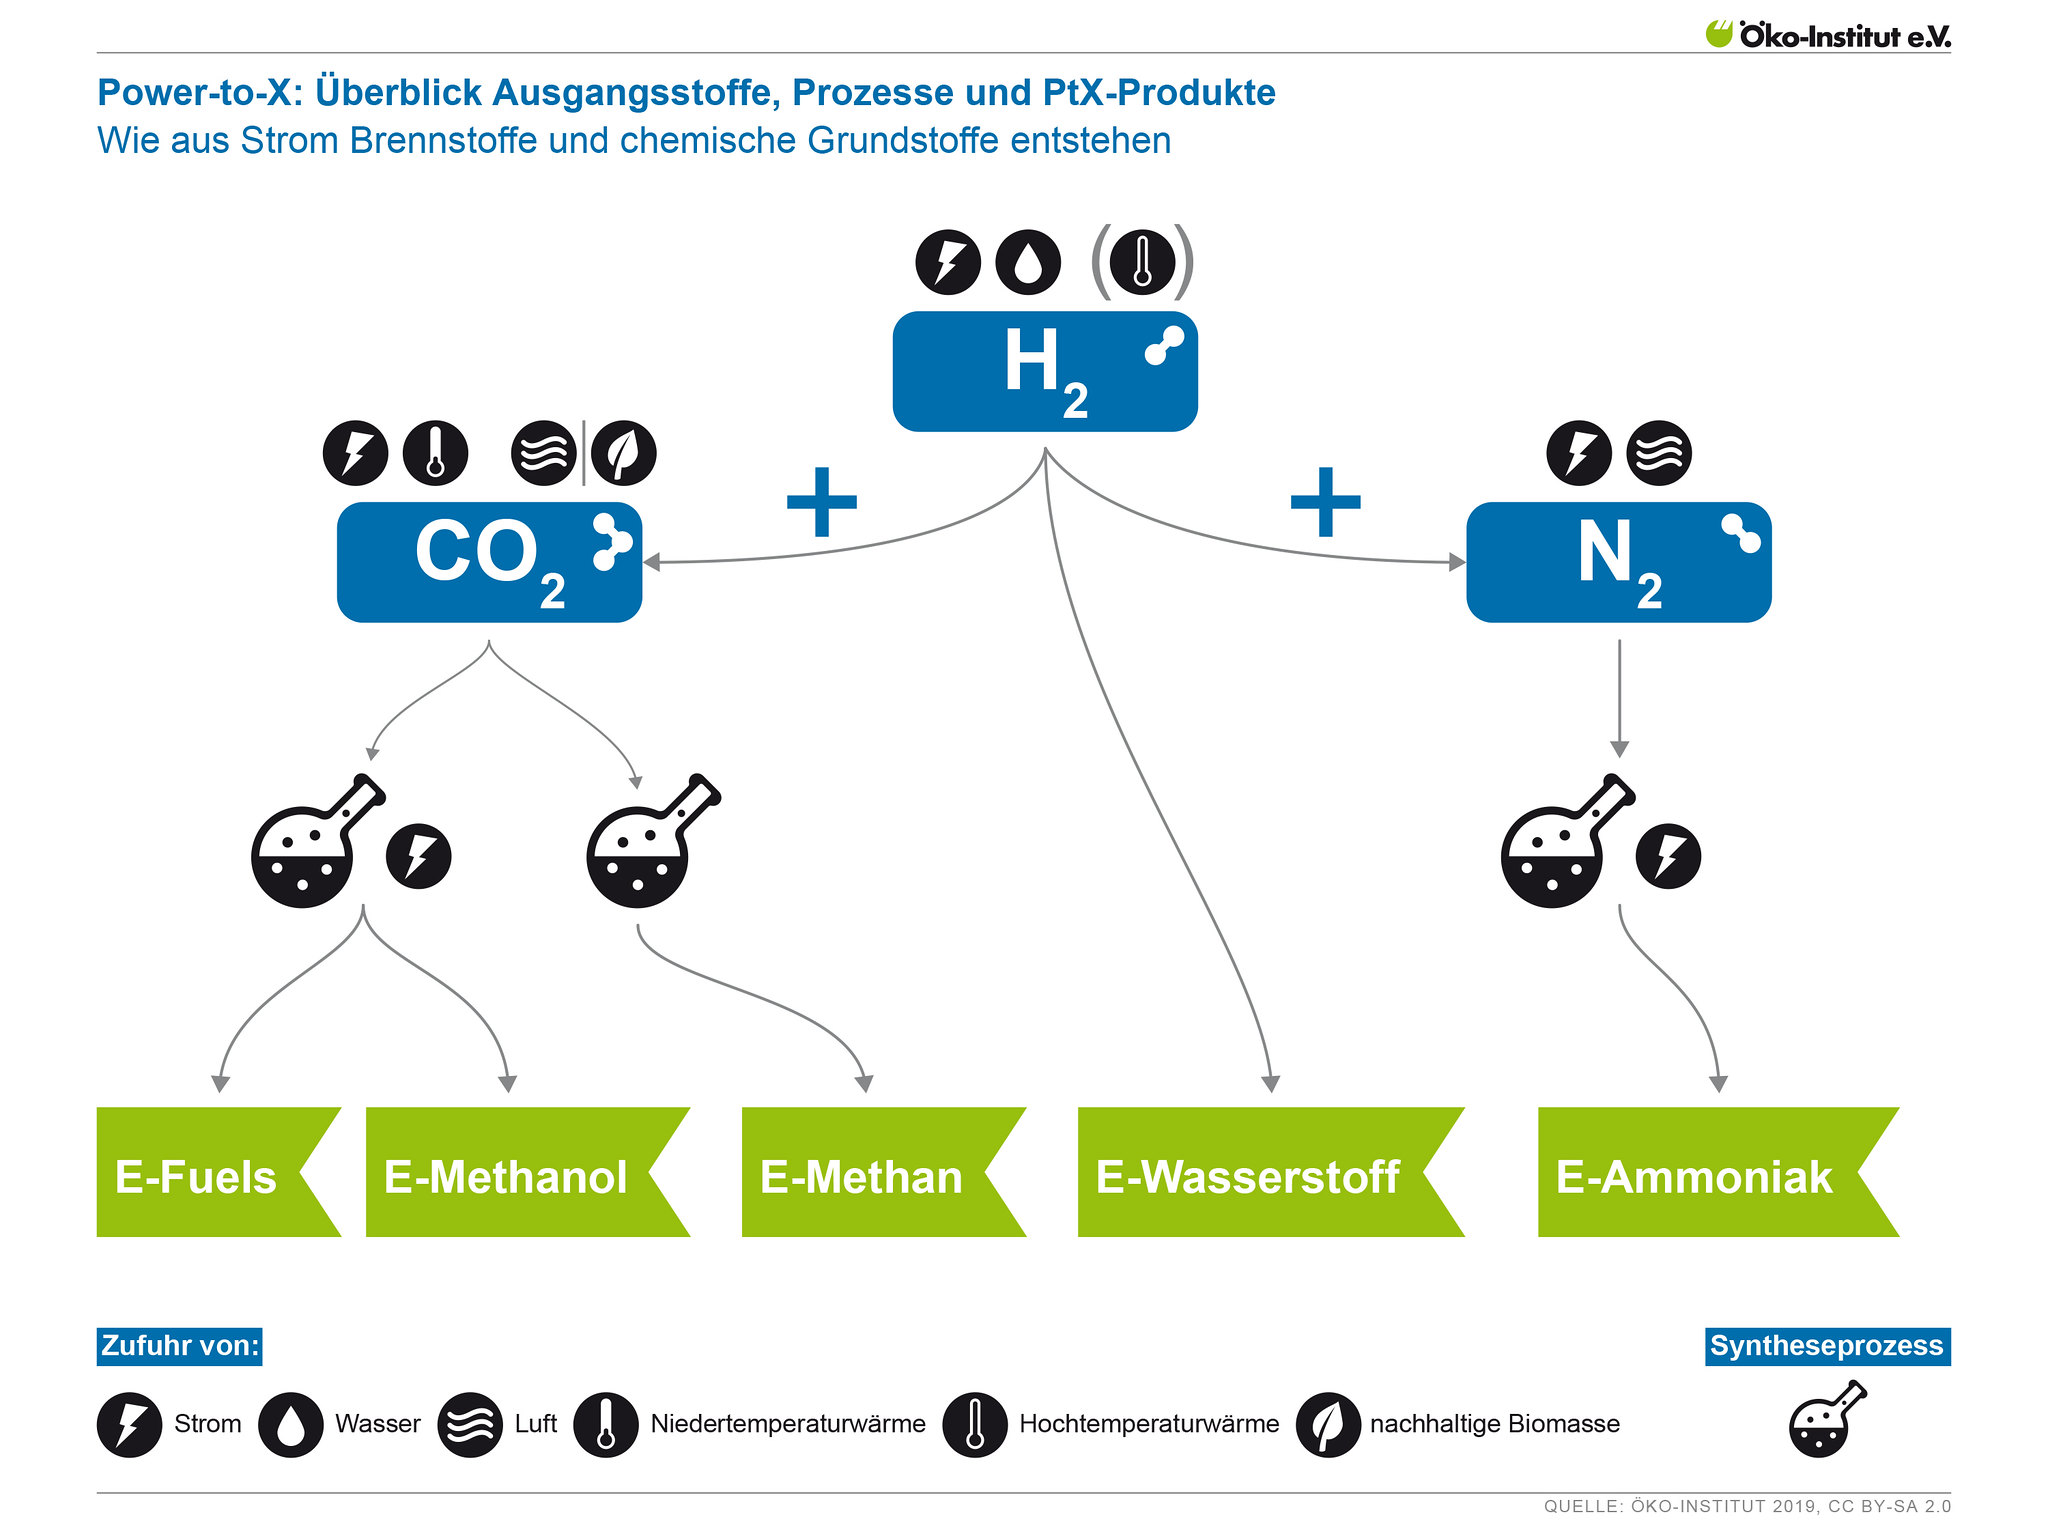 Öko-Institut e.V.
Power-to-X: Überblick Ausgangsstoffe, Prozesse und PtX-Produkte
Wie aus Strom Brennstoffe und chemische Grundstoffe entstehen
( )
H2
+ +
CO2
N2
E-Fuels
E-Methanol
E-Methan
E-Wasserstoff
E-Ammoniak
Zufuhr von:
Syntheseprozess
Strom
Wasser
Luft
Niedertemperaturwärme
Hochtemperaturwärme
nachhaltige Biomasse
QUELLE: ÖKO-INSTITUT 2019, CC BY-SA 2.0